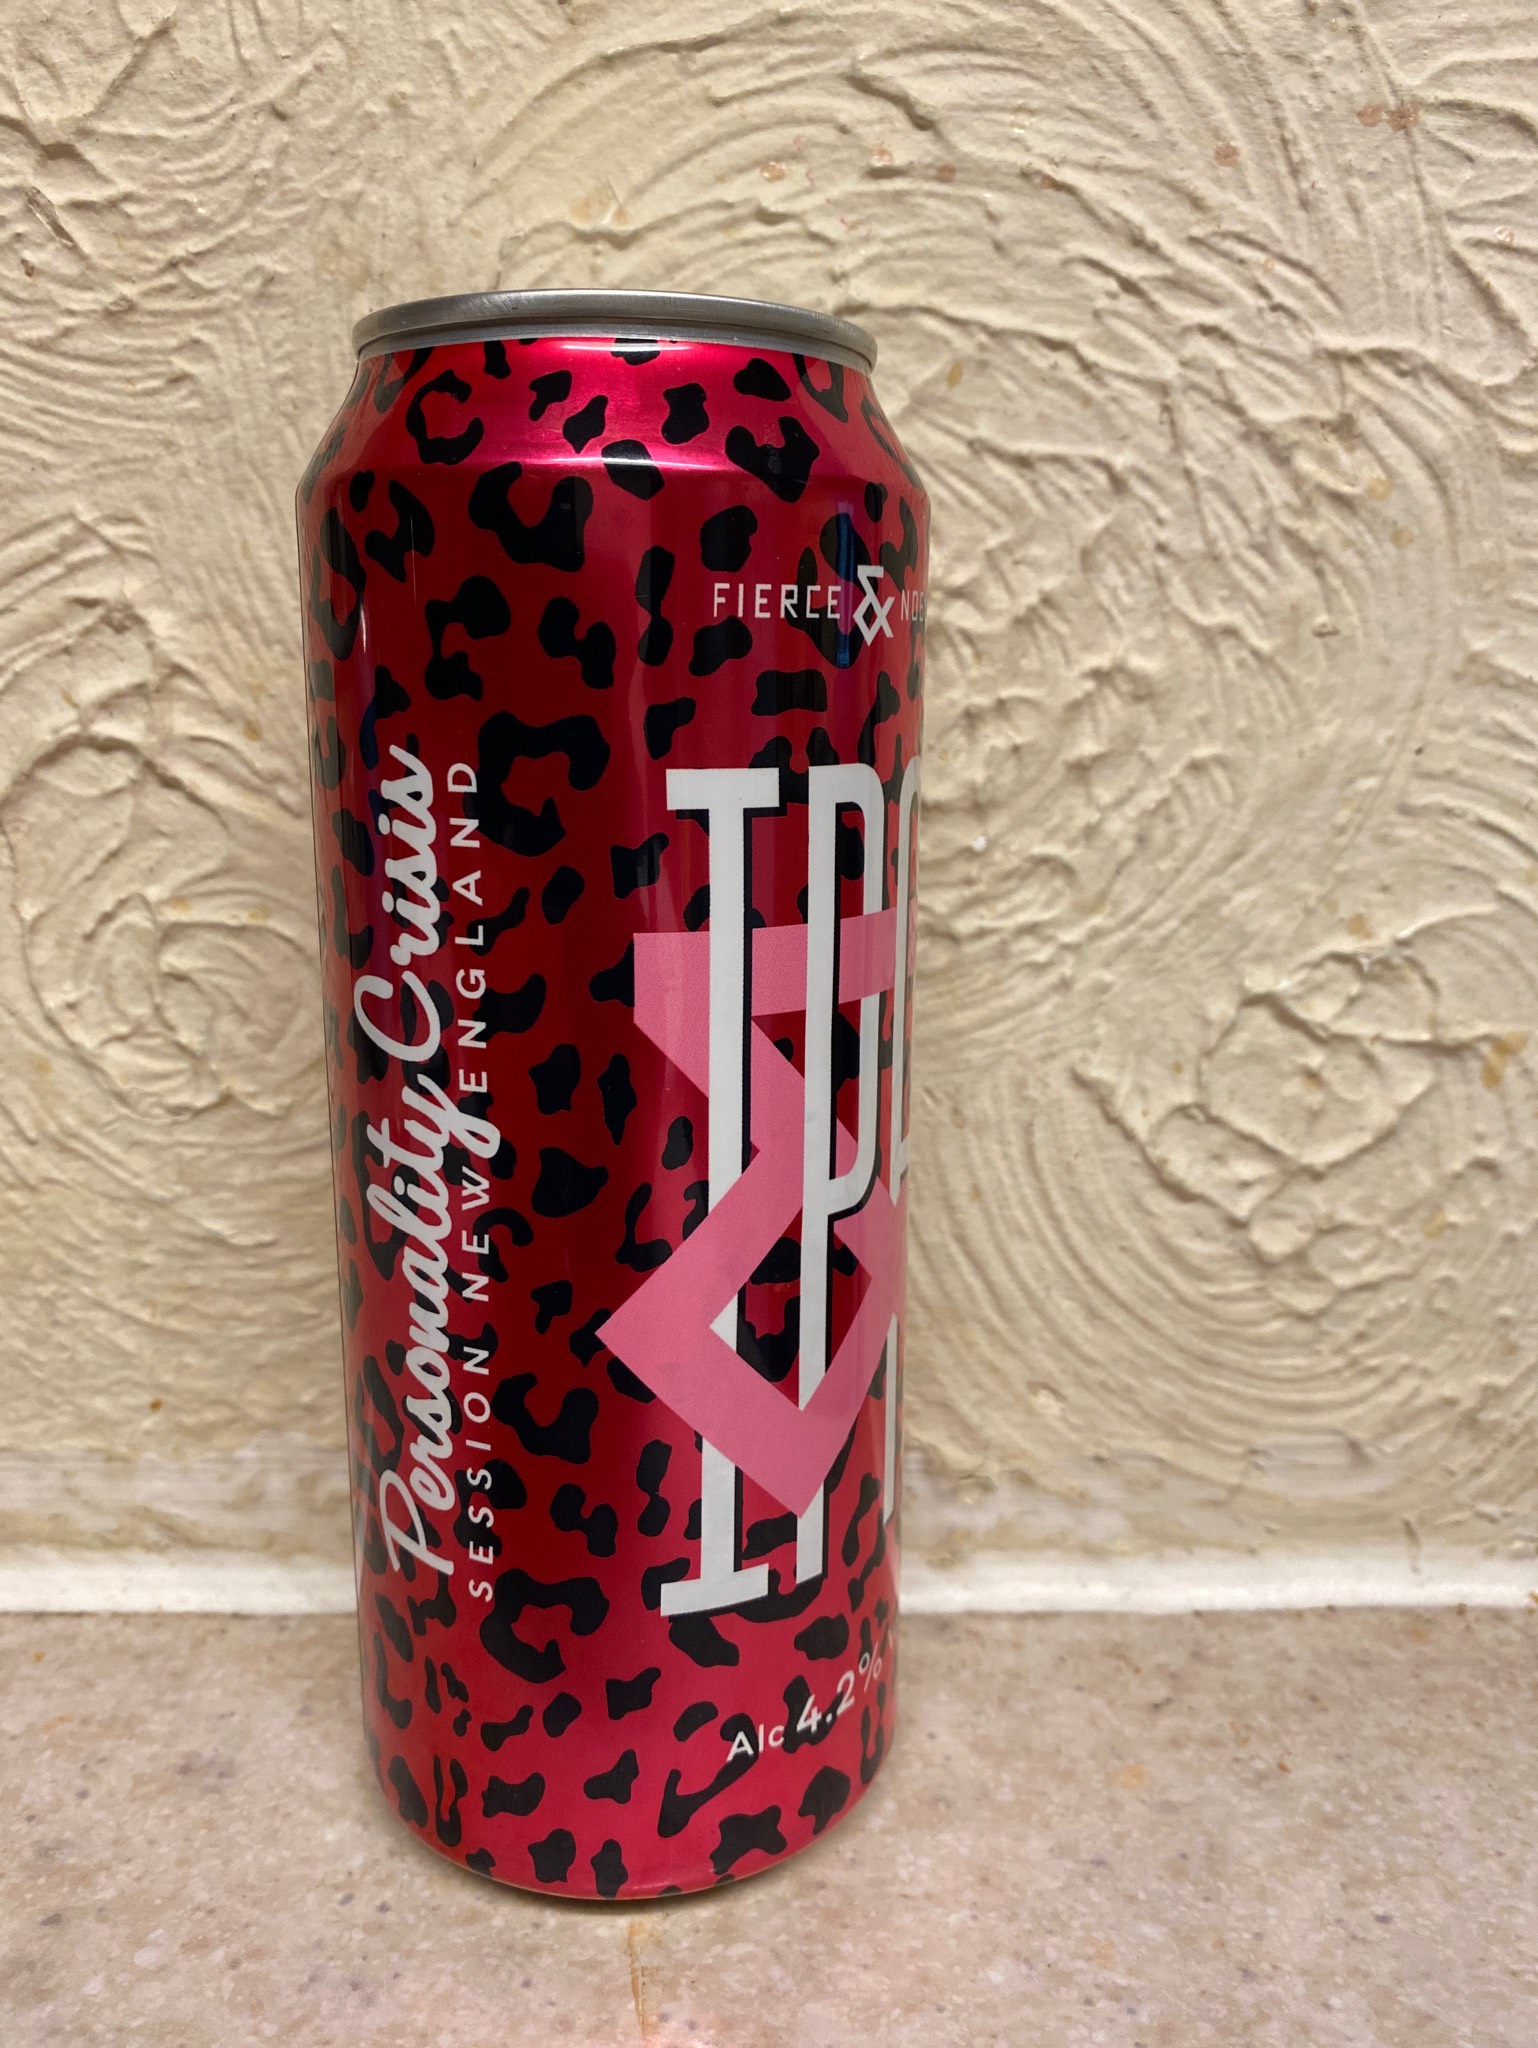 FIERCE &
Personality Crisis
SESSION NEW ENGLAND
Alc 4.2%